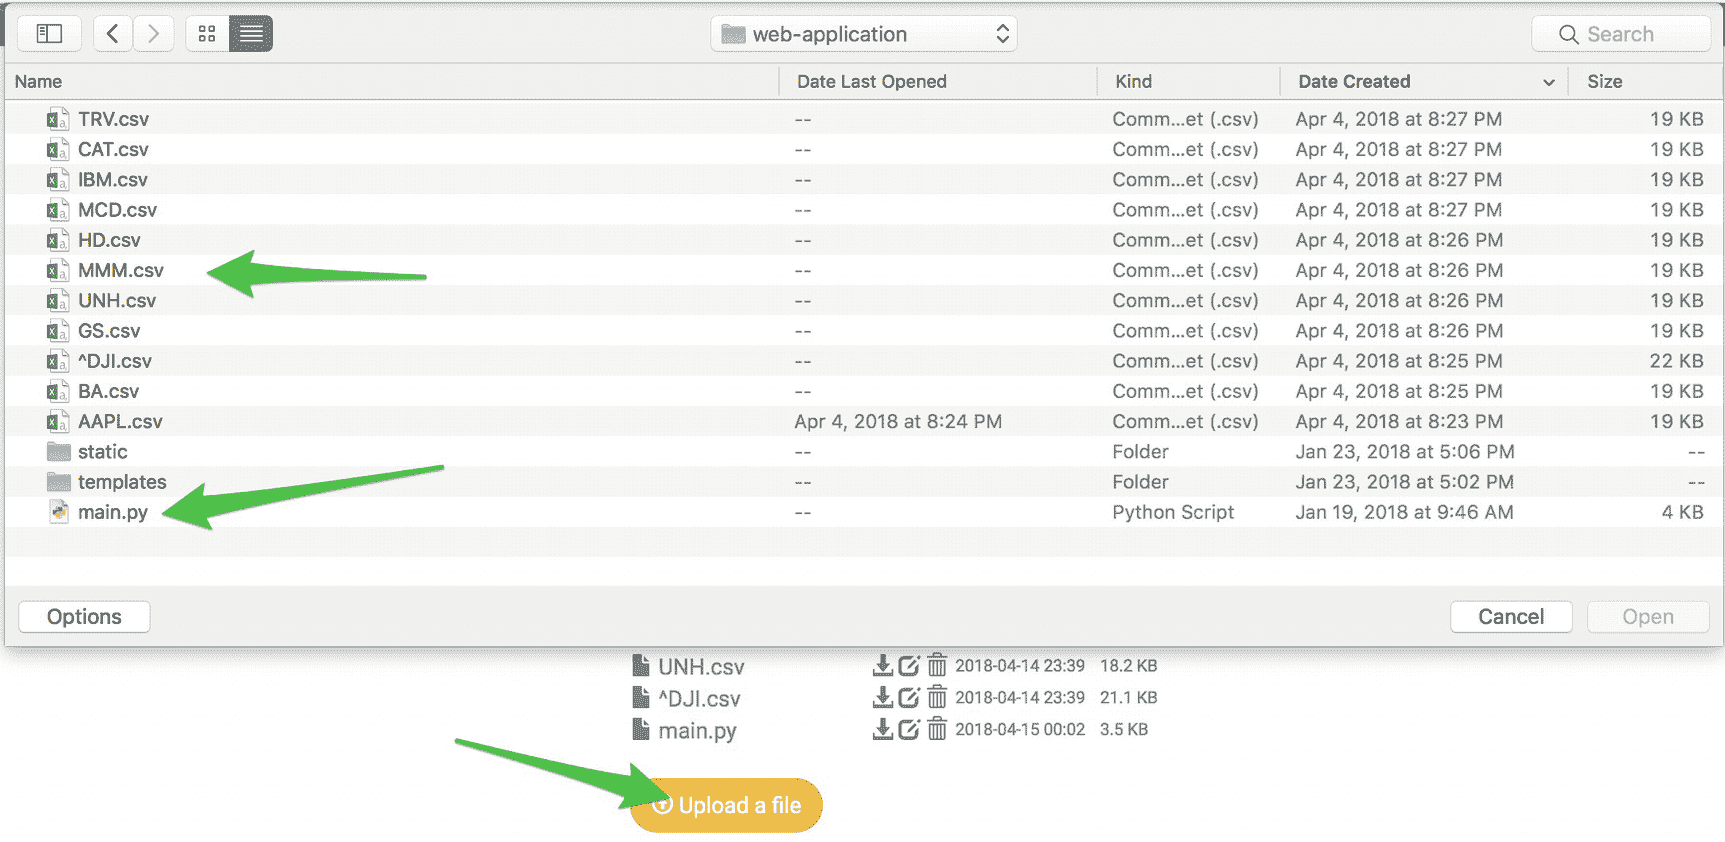 web-application
Search
Name Date Last Opened Kind Date Created Size
TRV.csv -- Comm...et (.csv) Apr 4, 2018 at 8:27 PM 19 KB
CAT.csv -- Comm...et (.csv) Apr 4, 2018 at 8:27 PM 19 KB
IBM.csv -- Comm...et (.csv) Apr 4, 2018 at 8:27 PM 19 KB
MCD.csv -- Comm...et (.csv) Apr 4, 2018 at 8:27 PM 19 KB
HD.csv -- Comm...et (.csv) Apr 4, 2018 at 8:26 PM 19 KB
MMM.csv -- Comm...et (.csv) Apr 4, 2018 at 8:26 PM 19 KB
UNH.csv -- Comm...et (.csv) Apr 4, 2018 at 8:26 PM 19 KB
GS.csv -- Comm...et (.csv) Apr 4, 2018 at 8:26 PM 19 KB
^DJI.csv -- Comm...et (.csv) Apr 4, 2018 at 8:25 PM 22 KB
BA.csv -- Comm...et (.csv) Apr 4, 2018 at 8:25 PM 19 KB
AAPL.csv Apr 4, 2018 at 8:24 PM Comm...et (.csv) Apr 4, 2018 at 8:23 PM 19 KB
static -- Folder Jan 23, 2018 at 5:06 PM --
templates -- Folder Jan 23, 2018 at 5:02 PM --
main.py -- Python Script Jan 19, 2018 at 9:46 AM 4 KB
Options Cancel Open
UNH.csv 2018-04-14 23:39 18.2 KB
^DJI.csv 2018-04-14 23:39 21.1 KB
main.py 2018-04-15 00:02 3.5 KB
Upload a file